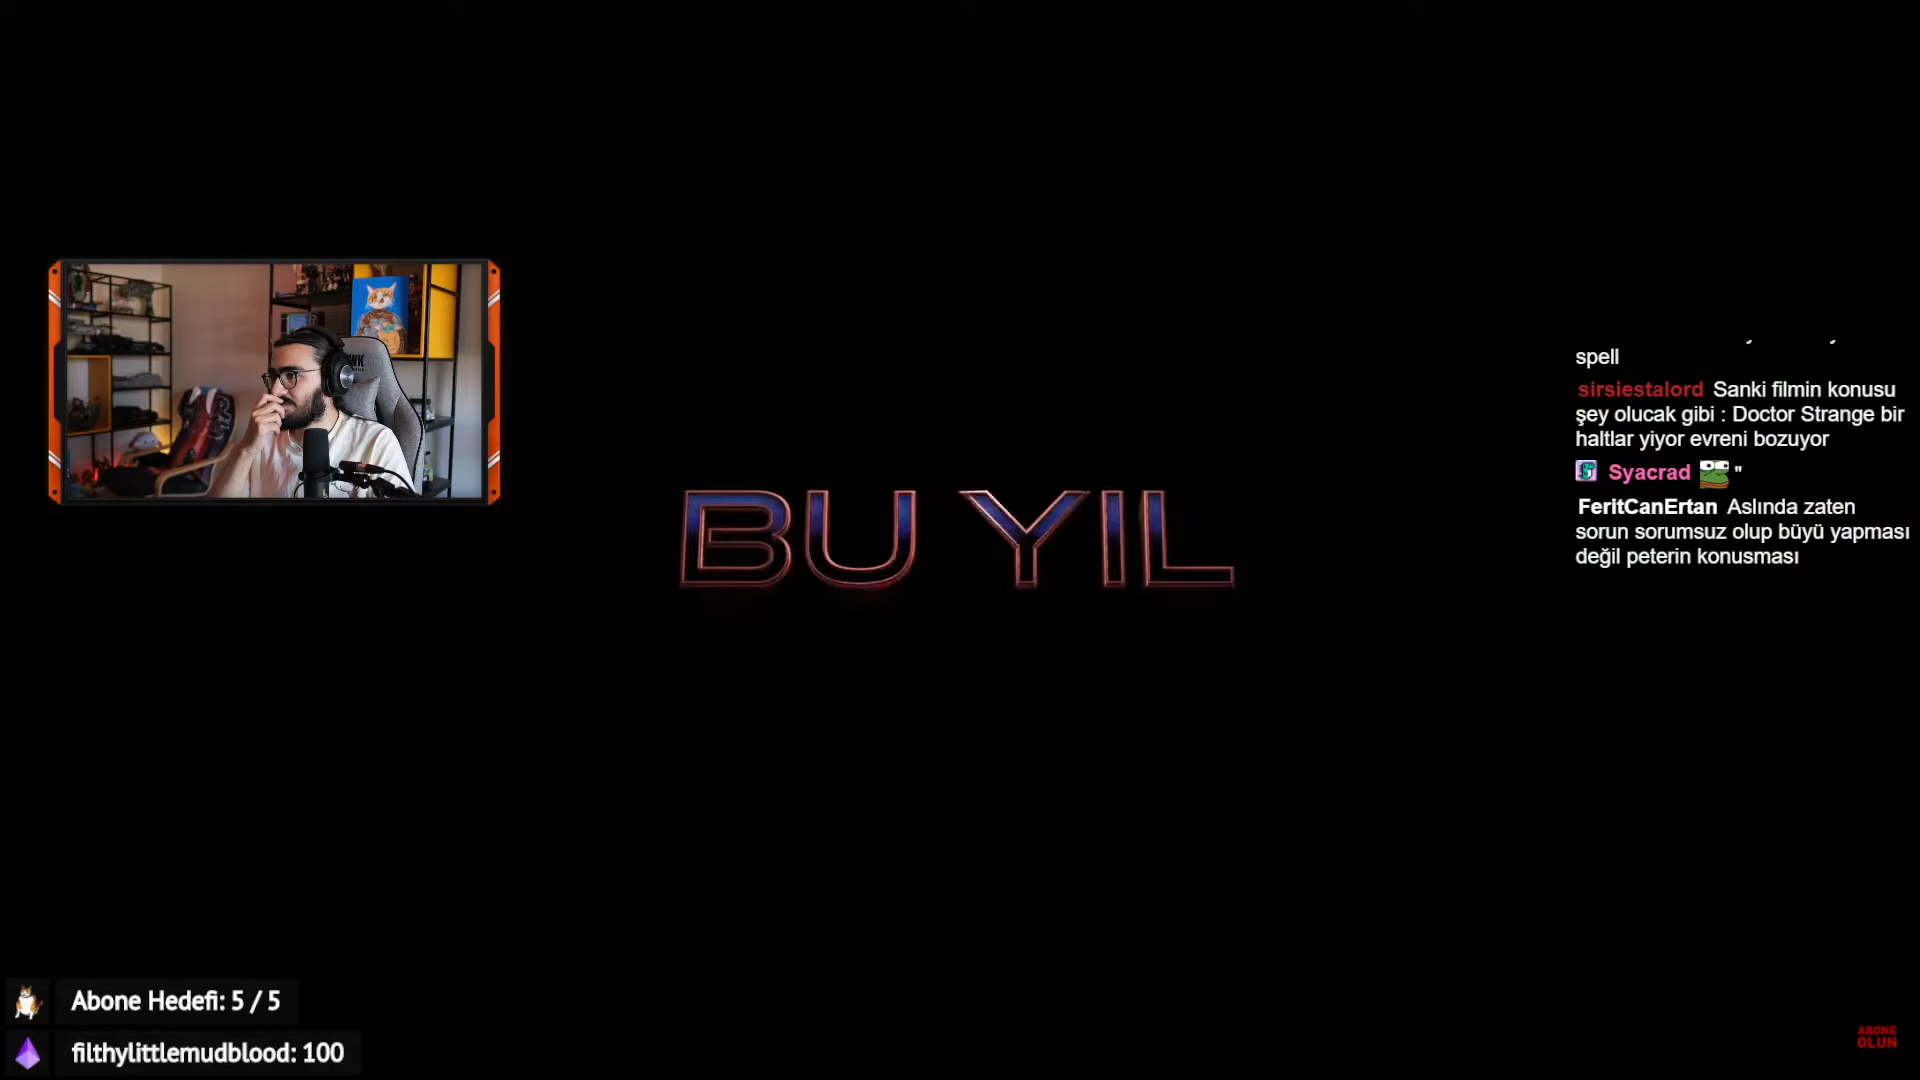 spell
sirsiestalord Sanki filmin konusu
şey olucak gibi : Doctor Strange bir
haltlar yiyor evreni bozuyor
Syacrad "
FeritCanErtan Aslında zaten
sorun sorumsuz olup büyü yapması
değil peterin konusması
BU YIL
Abone Hedefi: 5 / 5
filthylittlemudblood: 100
ABONE
OLUN